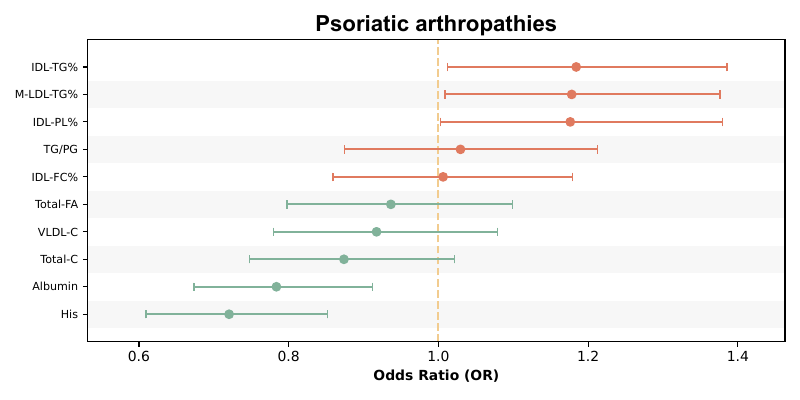 Psoriatic arthropathies
IDL-TG%
M-LDL-TG%
IDL-PL%
TG/PG
IDL-FC%
Total-FA
VLDL-C
Total-C
Albumin
His
0.6 0.8 1.0 1.2 1.4
Odds Ratio (OR)